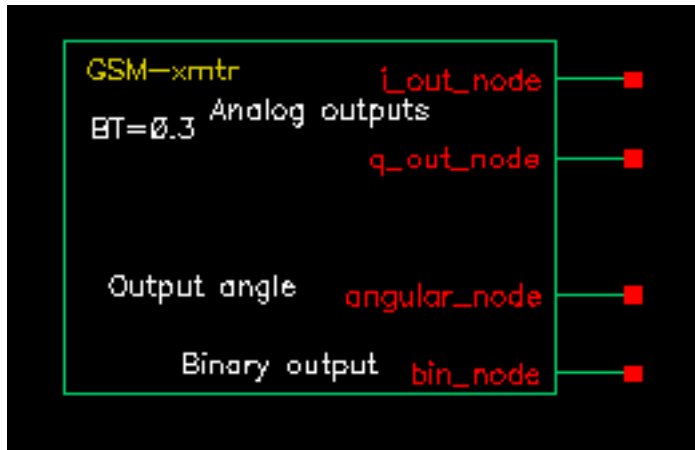 GSM-xmtr
i_out_node
Analog outputs
BT=0.3
q_out_node
Output angle
angular_node
Binary output
bin_node